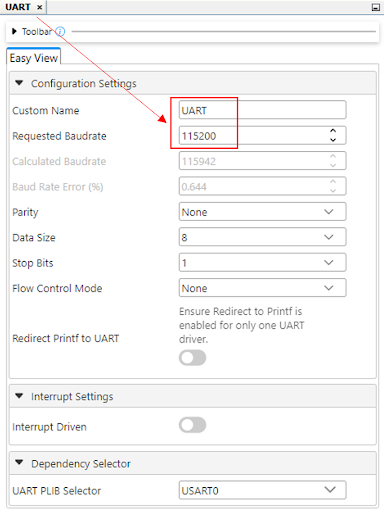 UART ×
Toolbar
Easy View
Configuration Settings
Custom Name UART
Requested Baudrate 115200
Calculated Baudrate 115942
Baud Rate Error (%) 0.644
Parity None
Data Size 8
Stop Bits 1
Flow Control Mode None
Ensure Redirect to Printf is
enabled for only one UART
driver.
Redirect Printf to UART
Interrupt Settings
Interrupt Driven
Dependency Selector
UART PLIB Selector USART0